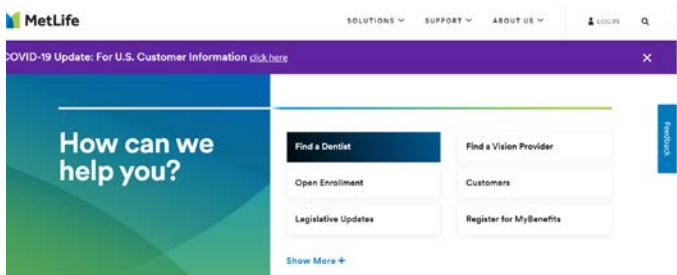 MetLife
SOLUTIONS SUPPORT ABOUT US LOG IN
COVID-19 Update: For U.S. Customer Information click here
How can we
help you?
Find a Dentist
Find a Vision Provider
Open Enrollment
Customers
Legislative Updates
Register for MyBenefits
Show More +
Feedback